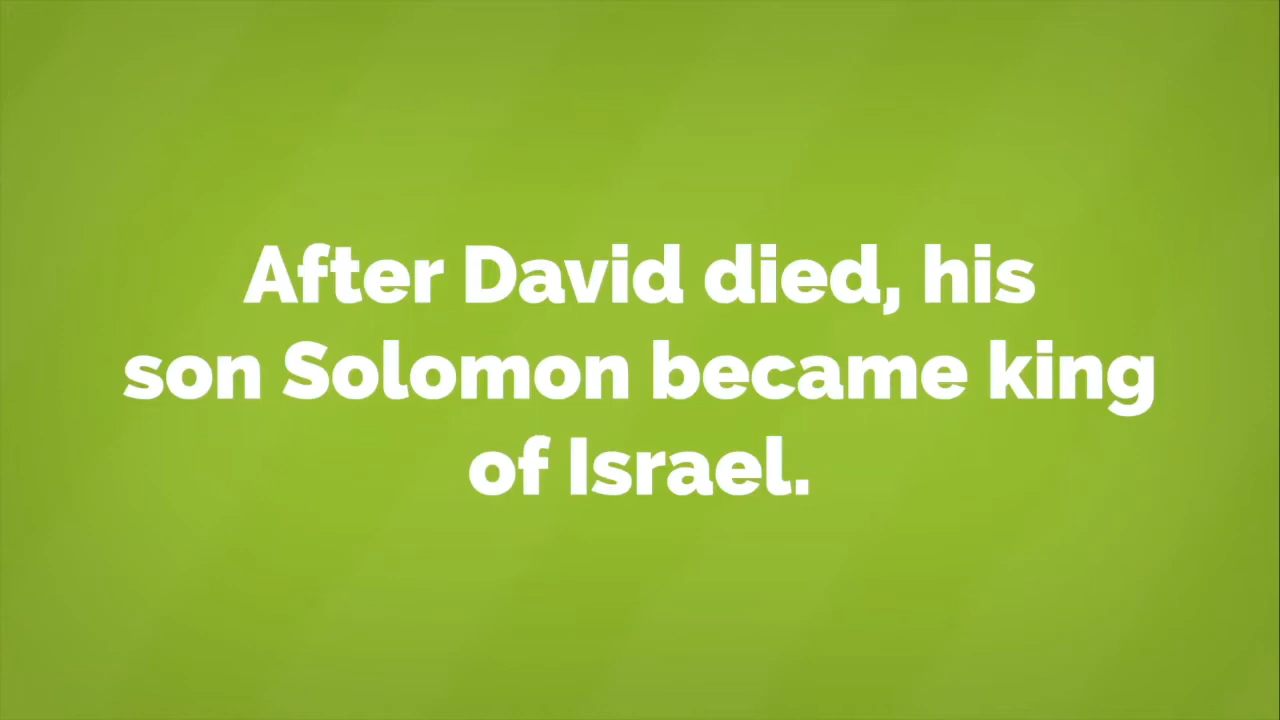 After David died, his
son Solomon became king
of Israel.